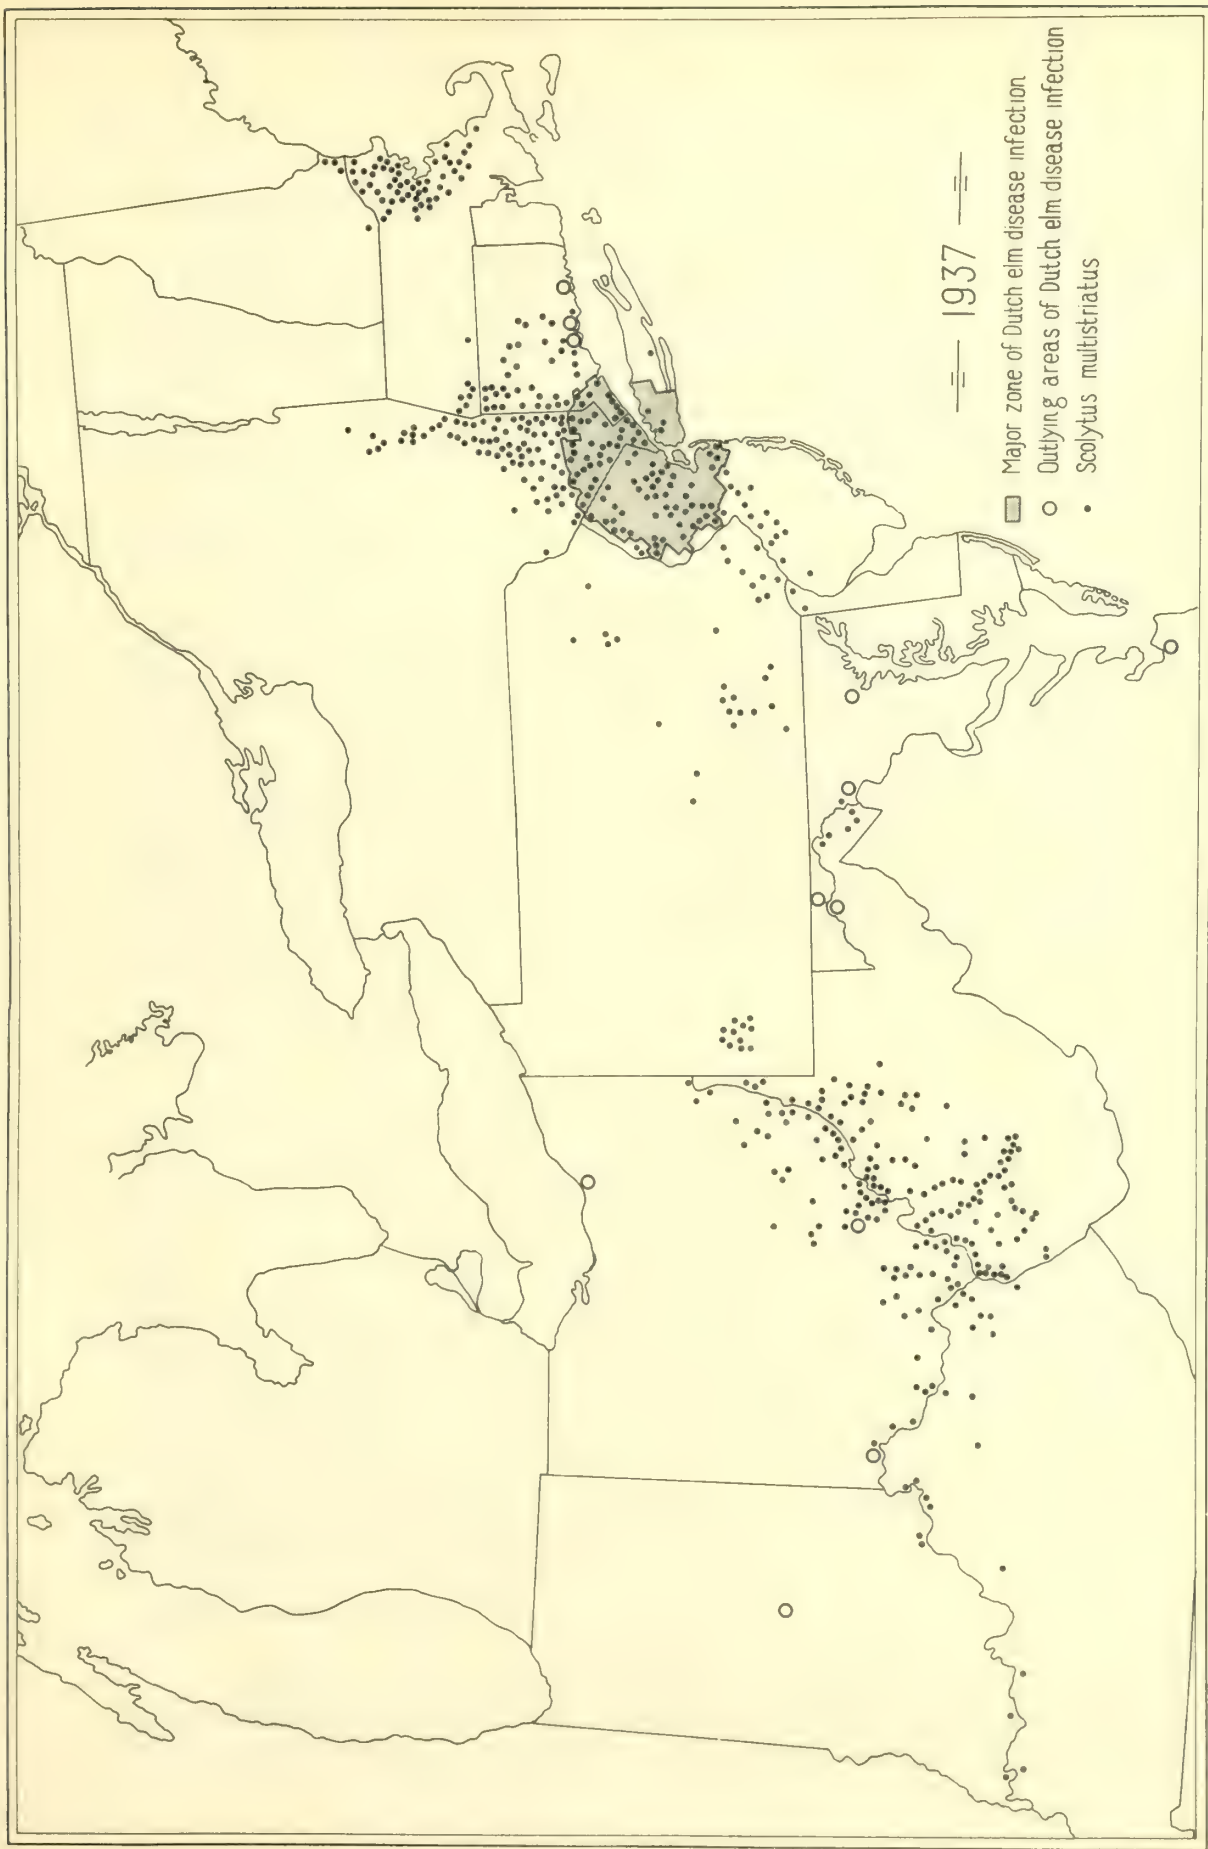 1937
Major zone of Dutch elm disease infection
Outlying areas of Dutch elm disease infection
Scolytus multistriatus